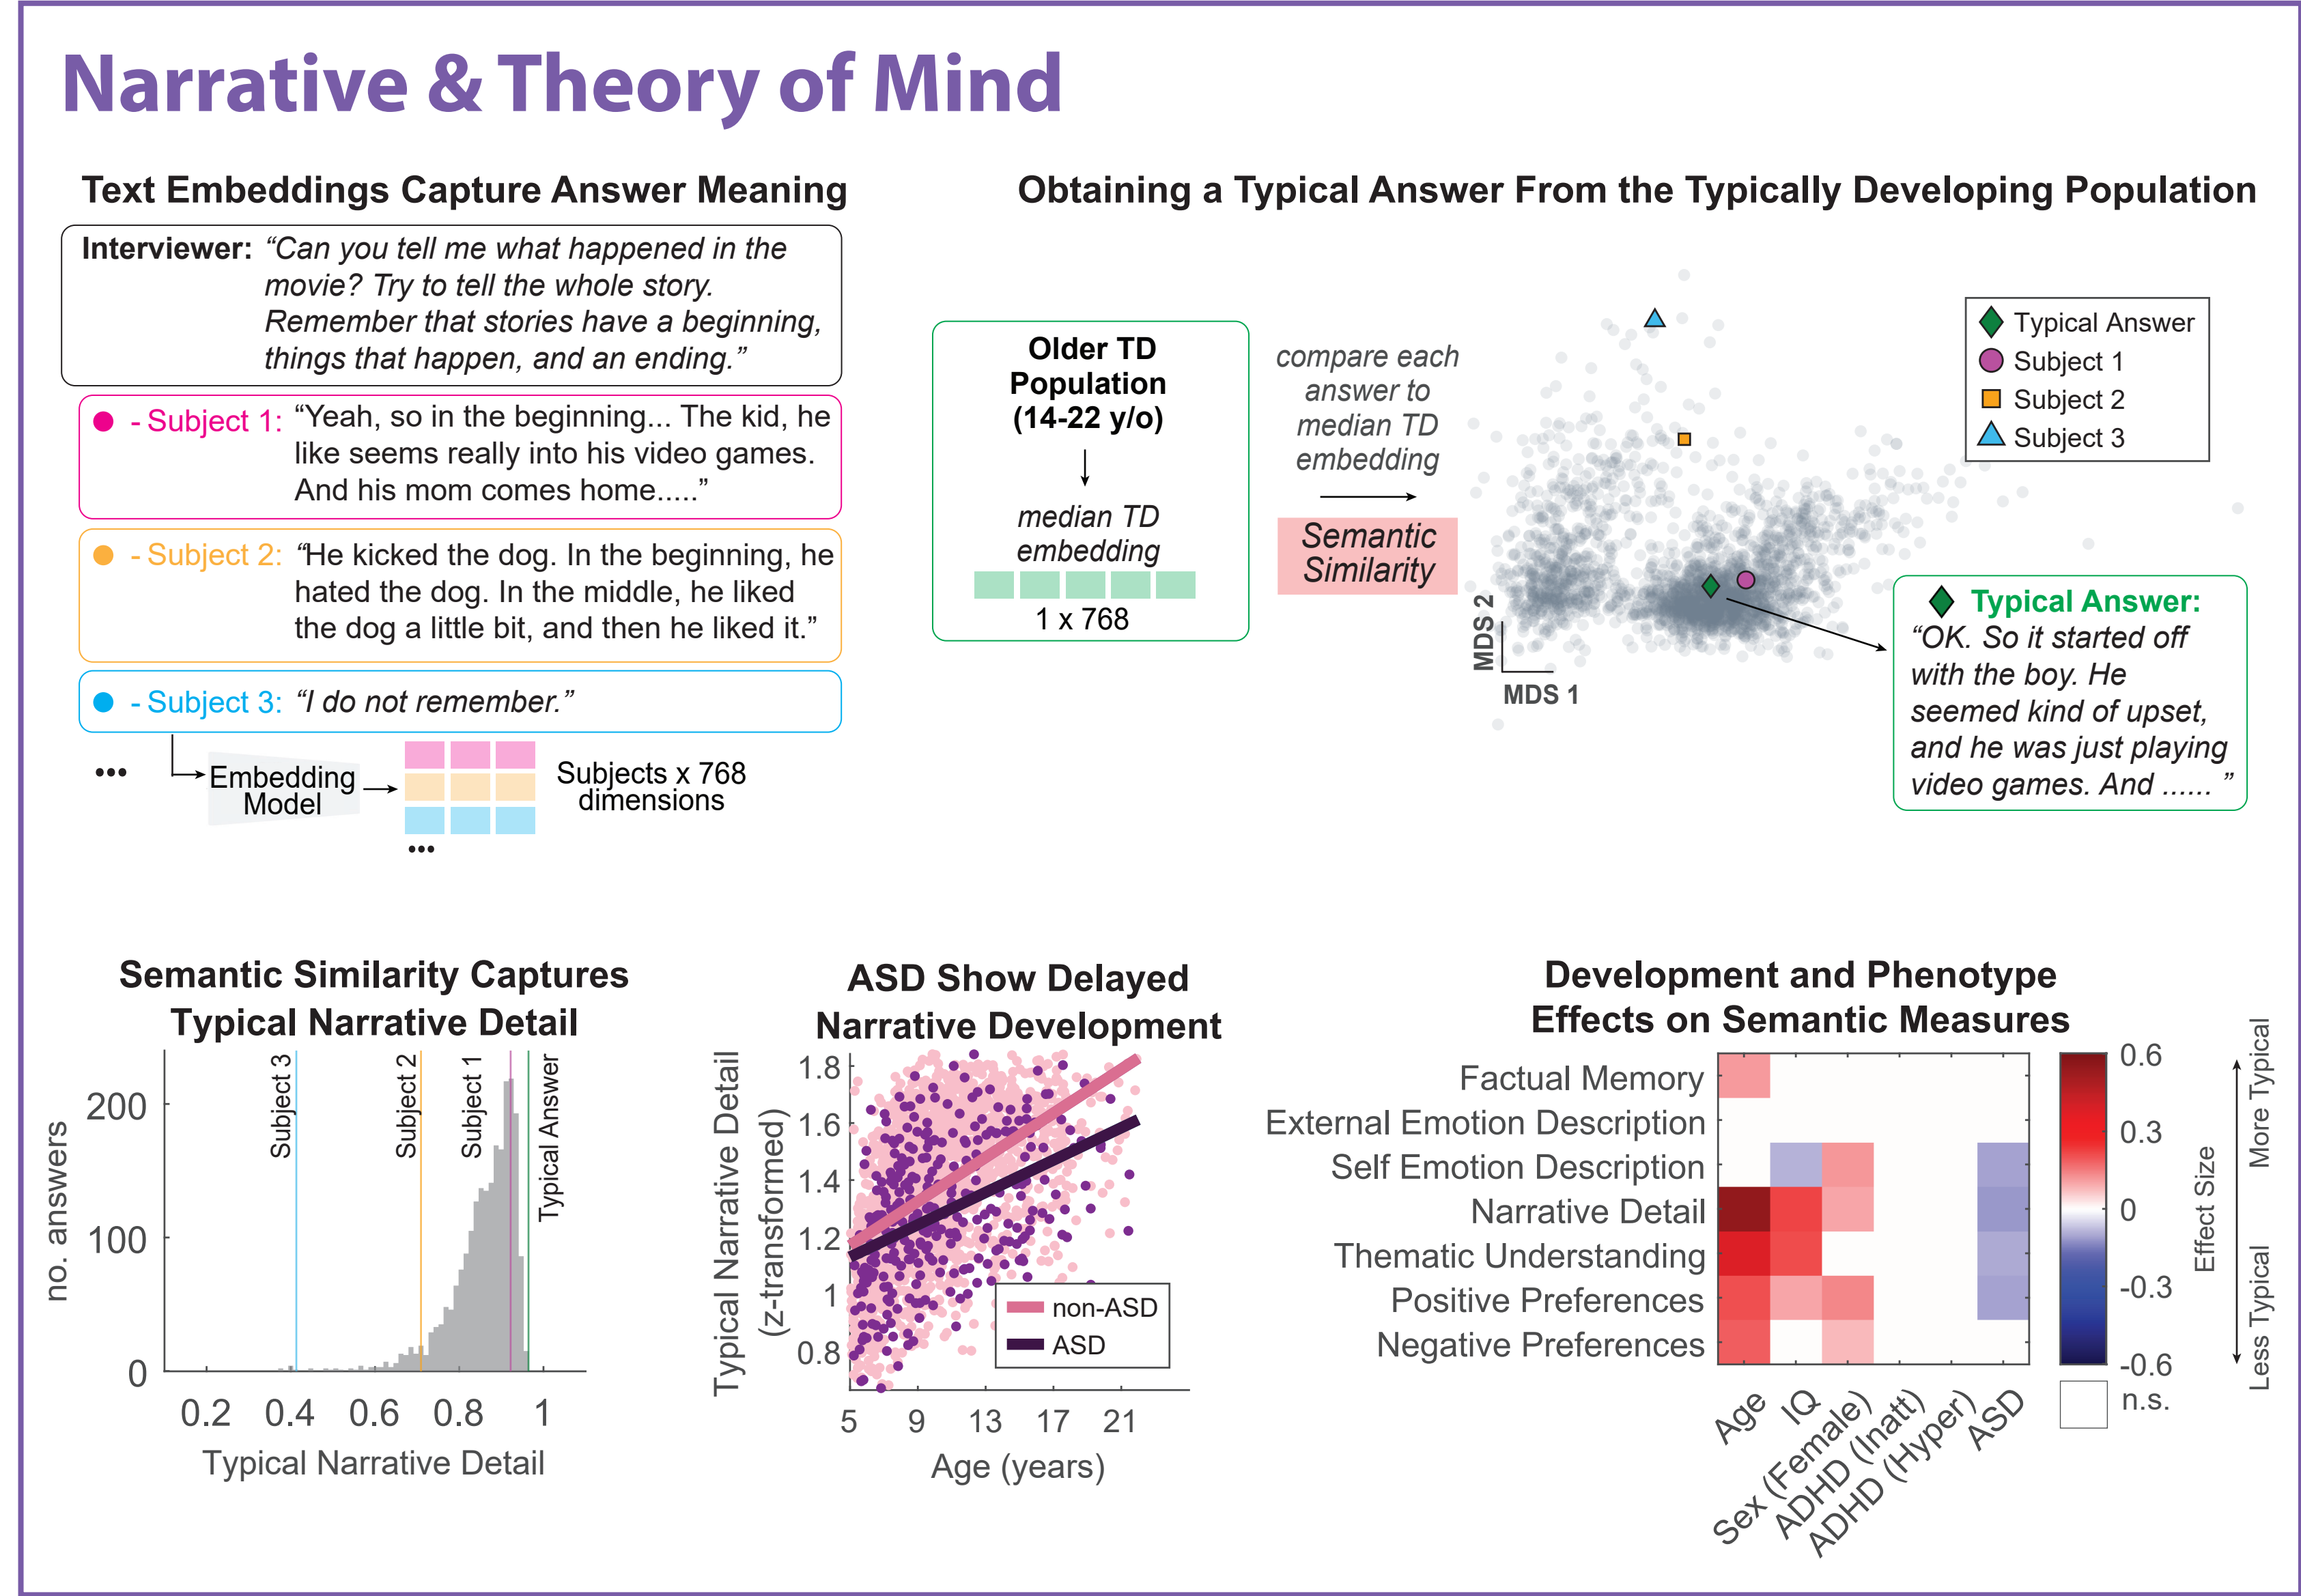 Narrative & Theory of Mind
Text Embeddings Capture Answer Meaning
Interviewer: “Can you tell me what happened in the
movie? Try to tell the whole story.
Remember that stories have a beginning,
things that happen, and an ending.”
- Subject 1: “Yeah, so in the beginning... The kid, he
like seems really into his video games.
And his mom comes home.....”
- Subject 2: “He kicked the dog. In the beginning, he
hated the dog. In the middle, he liked
the dog a little bit, and then he liked it.”
- Subject 3: “I do not remember.”
...
Embedding
Model
Subjects x 768
dimensions
...
Obtaining a Typical Answer From the Typically Developing Population
Older TD
Population
(14-22 y/o)
median TD
embedding
1 x 768
compare each
answer to
median TD
embedding
Semantic
Similarity
MDS 2
MDS 1
Typical Answer
Subject 1
Subject 2
Subject 3
Typical Answer:
“OK. So it started off
with the boy. He
seemed kind of upset,
and he was just playing
video games. And ...... ”
Semantic Similarity Captures
Typical Narrative Detail
no. answers
200
100
0
Subject 3
Subject 2
Subject 1
Typical Answer
0.2 0.4 0.6 0.8 1
Typical Narrative Detail
ASD Show Delayed
Narrative Development
Typical Narrative Detail
(z-transformed)
1.8
1.6
1.4
1.2
1
0.8
non-ASD
ASD
5 9 13 17 21
Age (years)
Development and Phenotype
Effects on Semantic Measures
Factual Memory
External Emotion Description
Self Emotion Description
Narrative Detail
Thematic Understanding
Positive Preferences
Negative Preferences
Age
IQ
Sex (Female)
ADHD (Inatt)
ADHD (Hyper)
ASD
0.6
0.3
0
-0.3
-0.6
n.s.
Effect Size
More Typical
Less Typical